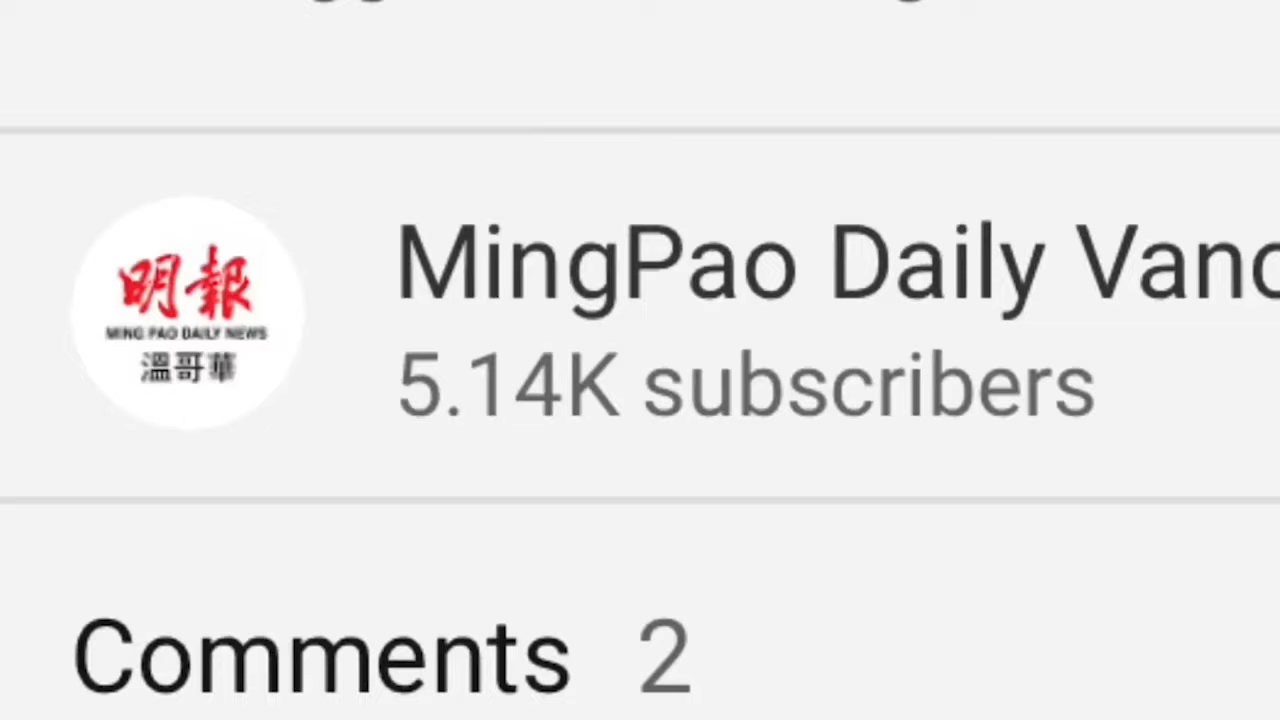 明報
MING PAO DAILY NEWS
溫哥華
MingPao Daily Vanc
5.14K subscribers
Comments 2